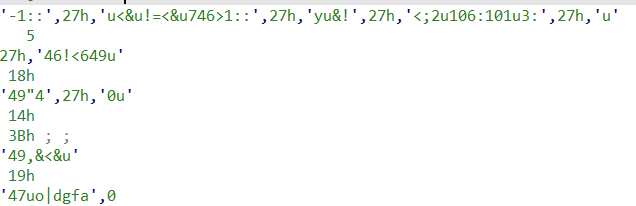 '-1::',27h,'u<&u!=<&u746>1::',27h,'yu&!',27h,'<;2u106:101u3:',27h,'u'
5
27h,'46!<649u'
18h
'49"4',27h,'0u'
14h
3Bh ; ;
'49,&<&u'
19h
'47uo|dgfa',0